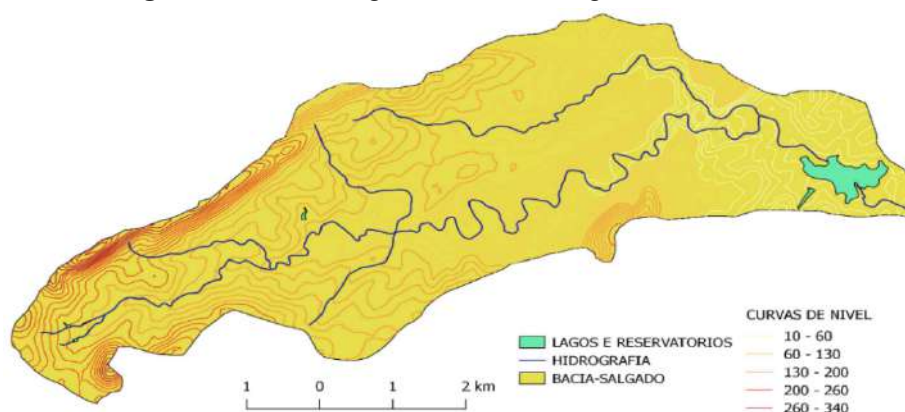 LAGOS E RESERVATORIOS
HIDROGRAFIA
BACIA-SALGADO
CURVAS DE NIVEL
10 - 60
60 - 130
130 - 200
200 - 260
260 - 340
1 0 1 2 km